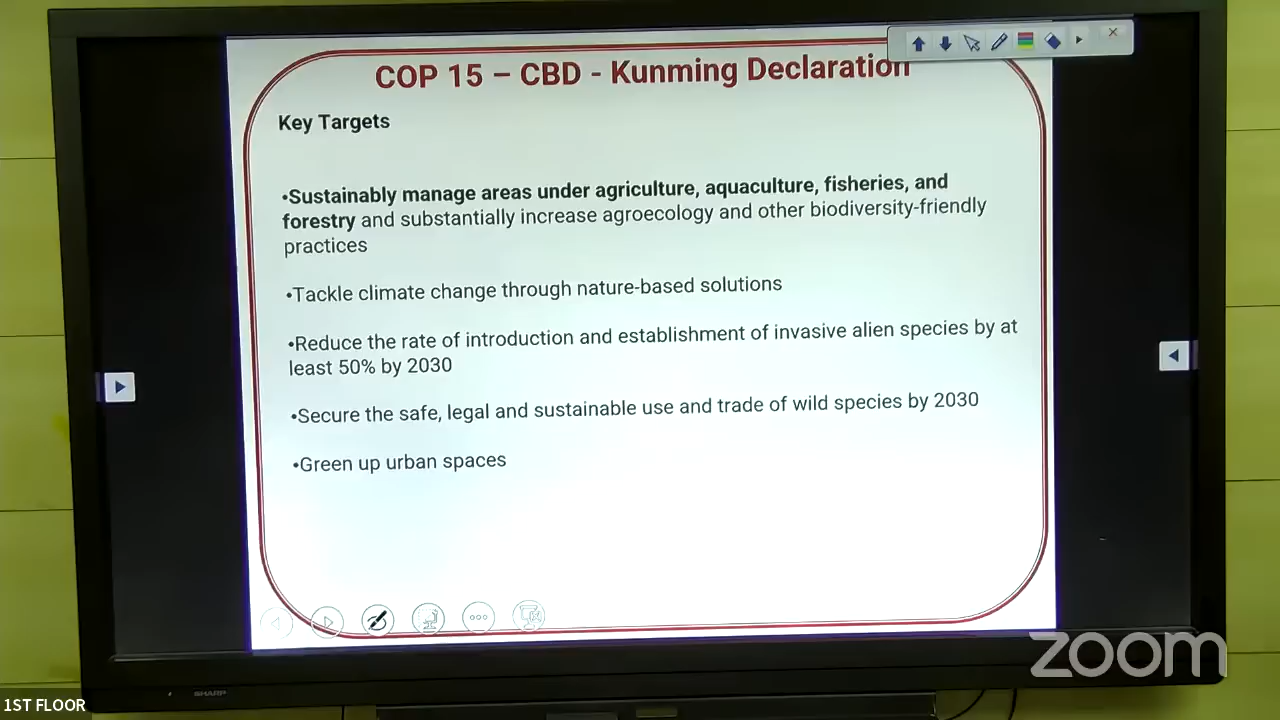 COP 15 – CBD - Kunming Declaration
Key Targets
•Sustainably manage areas under agriculture, aquaculture, fisheries, and
forestry and substantially increase agroecology and other biodiversity-friendly
practices
•Tackle climate change through nature-based solutions
•Reduce the rate of introduction and establishment of invasive alien species by at
least 50% by 2030
•Secure the safe, legal and sustainable use and trade of wild species by 2030
•Green up urban spaces
zoom
SHARP
1ST FLOOR